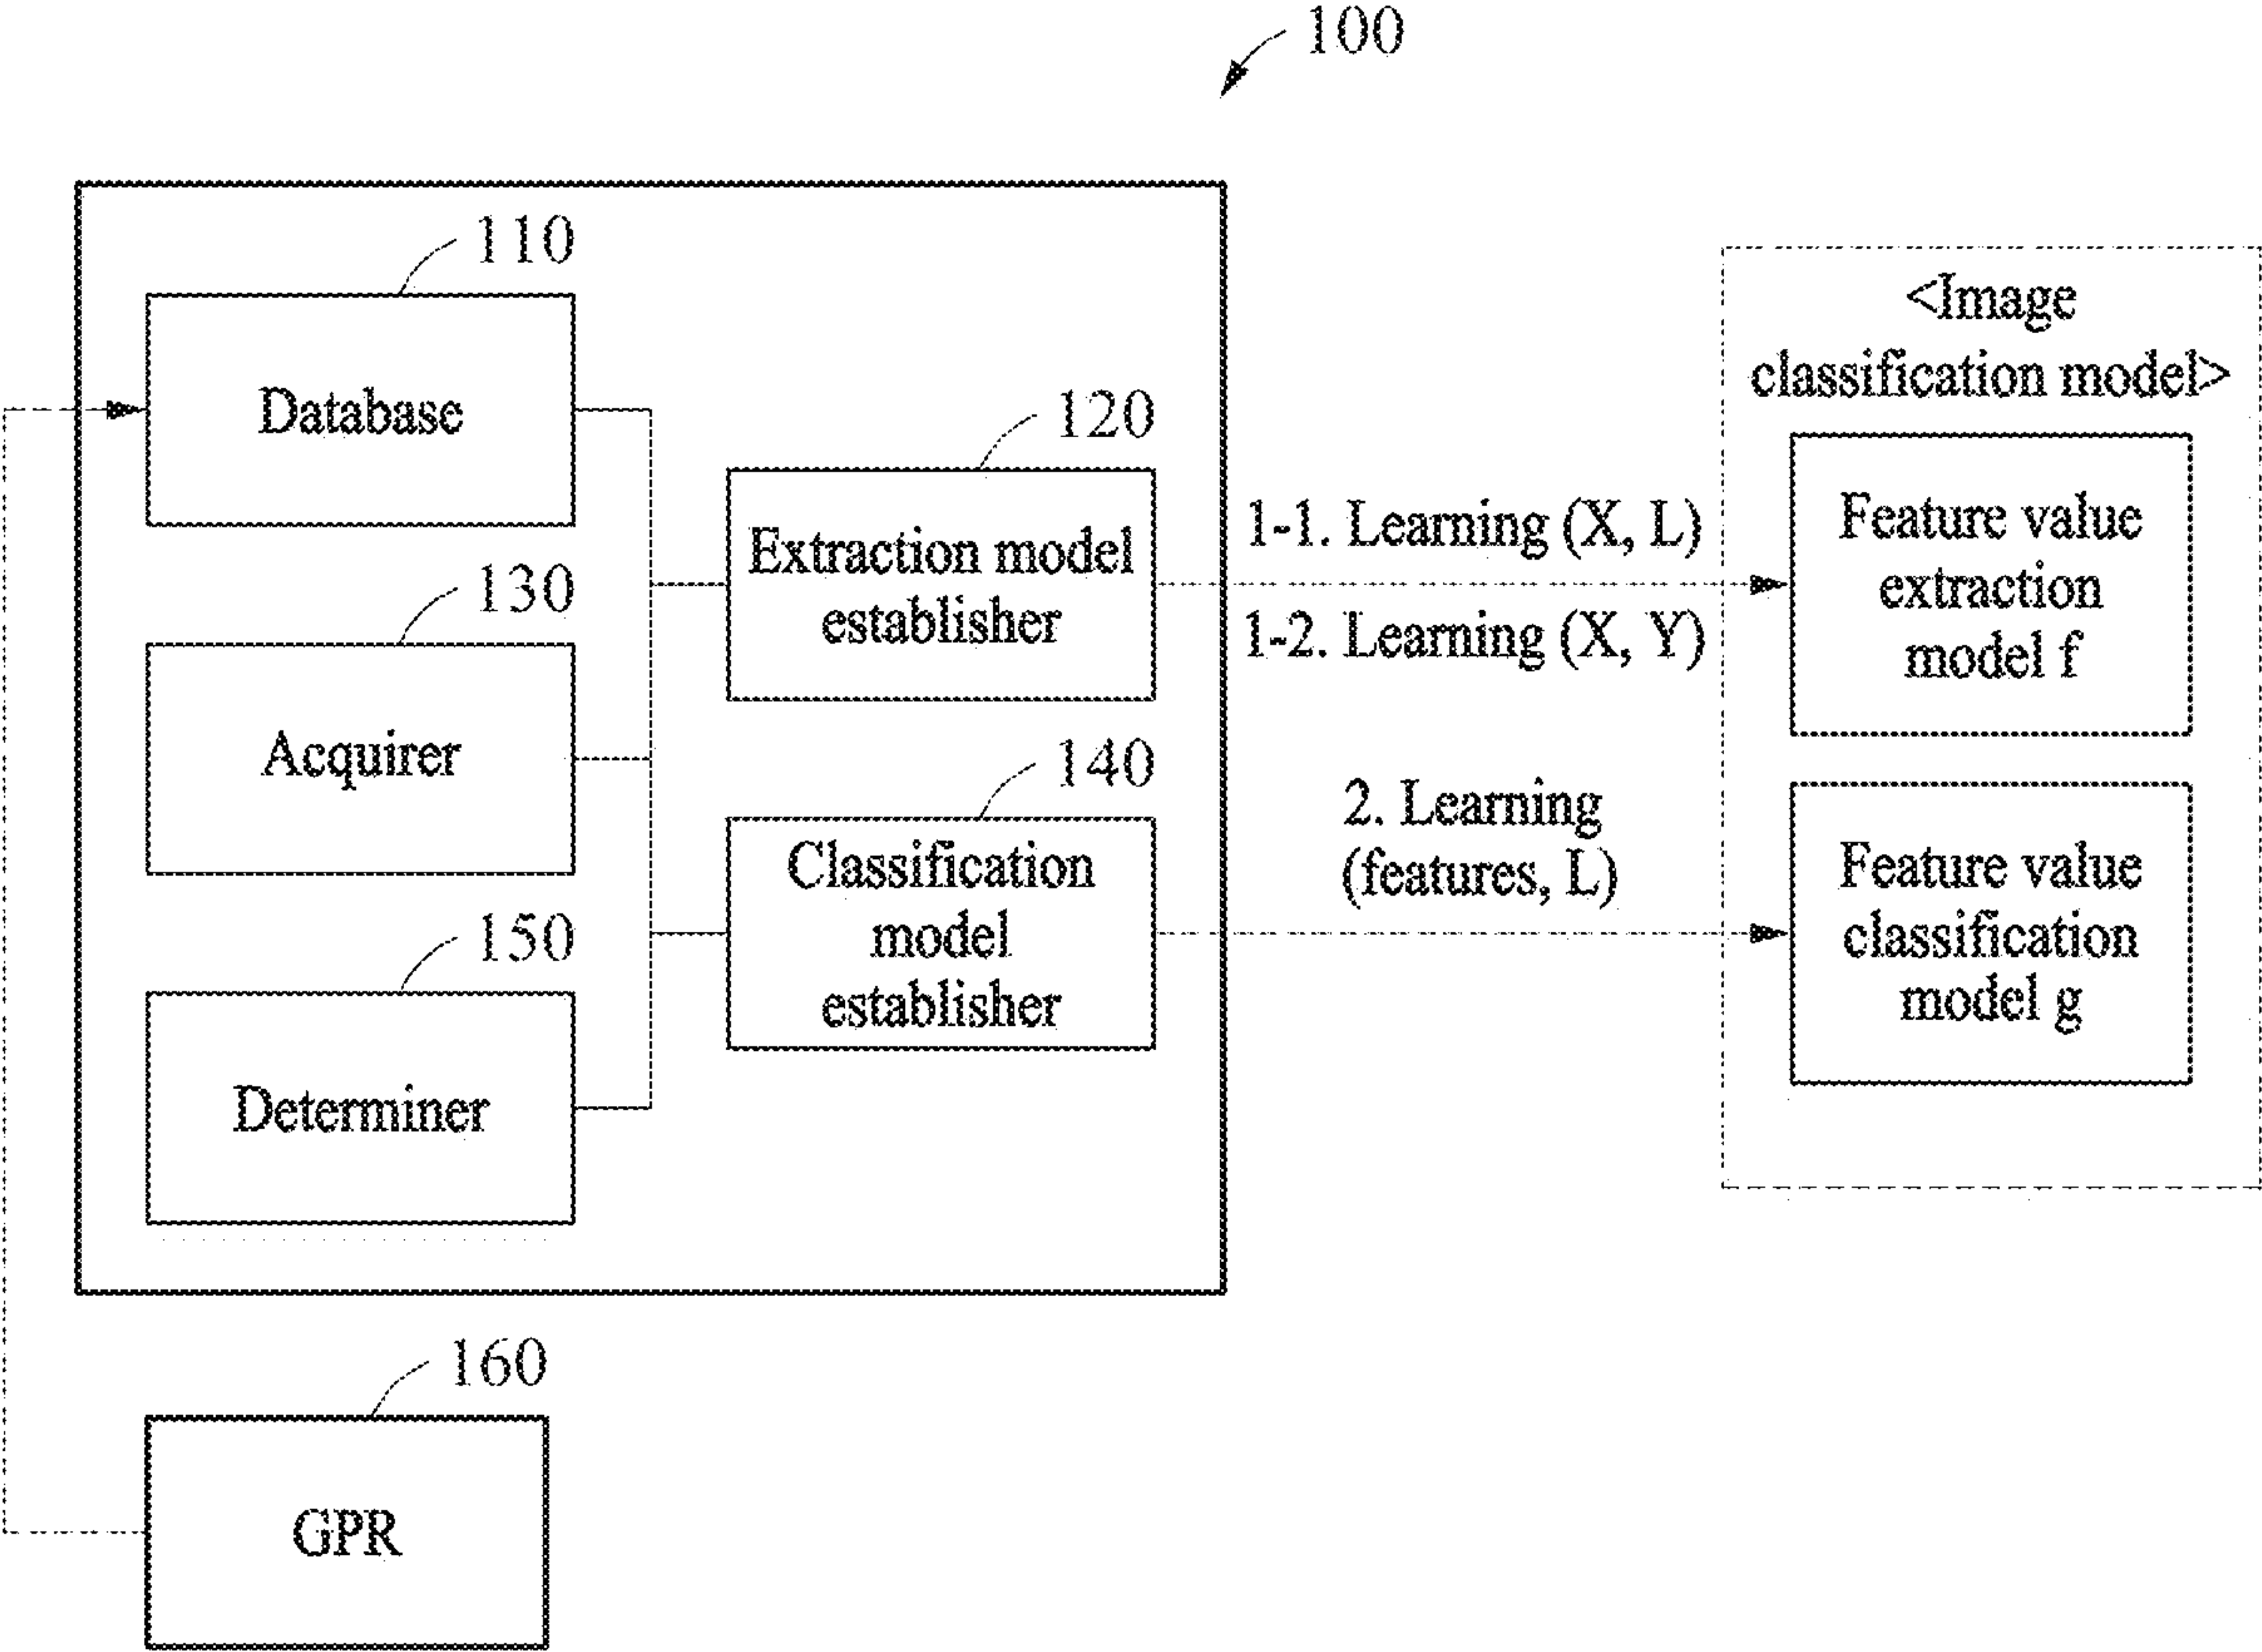 100
110
Database
120
Extraction model
establisher
130
Acquirer
140
Classification
model
establisher
150
Determiner
160
GPR
1-1. Learning (X, L)
1-2. Learning (X, Y)
2. Learning
(features, L)
<Image
classification model>
Feature value
extraction
model f
Feature value
classification
model g